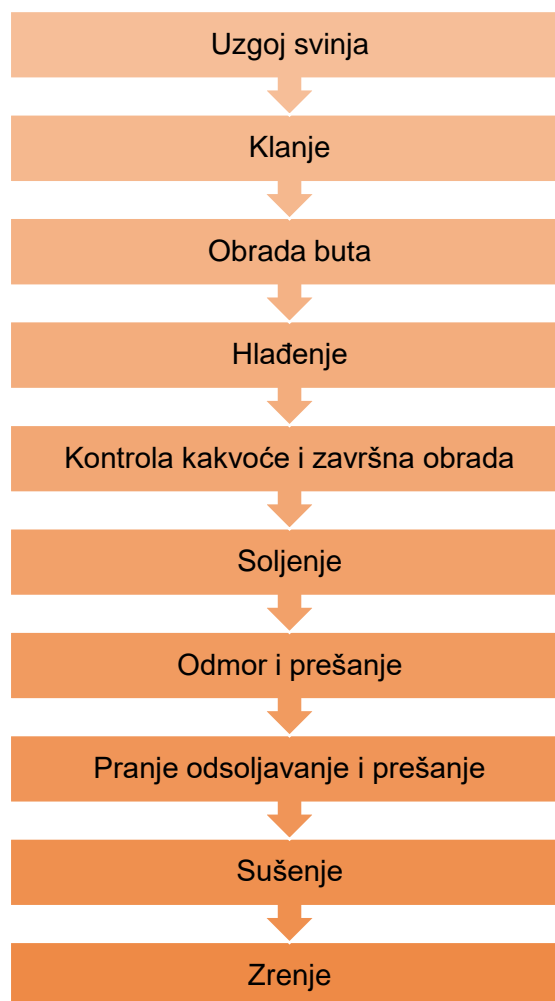 Uzgoj svinja
Klanje
Obrada buta
Hlađenje
Kontrola kakvoće i završna obrada
Soljenje
Odmor i prešanje
Pranje odsoljavanje i prešanje
Sušenje
Zrenje